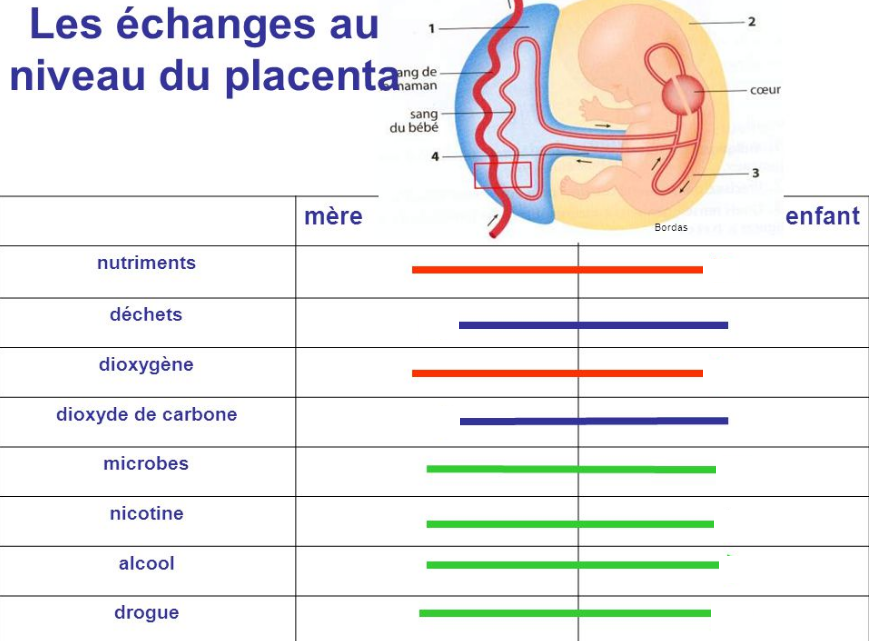 Les échanges au
niveau du placenta
1
2
ang de
maman
cœur
sang
du bébé
4
3
mère
enfant
Bordas
nutriments
déchets
dioxygène
dioxyde de carbone
microbes
nicotine
alcool
drogue